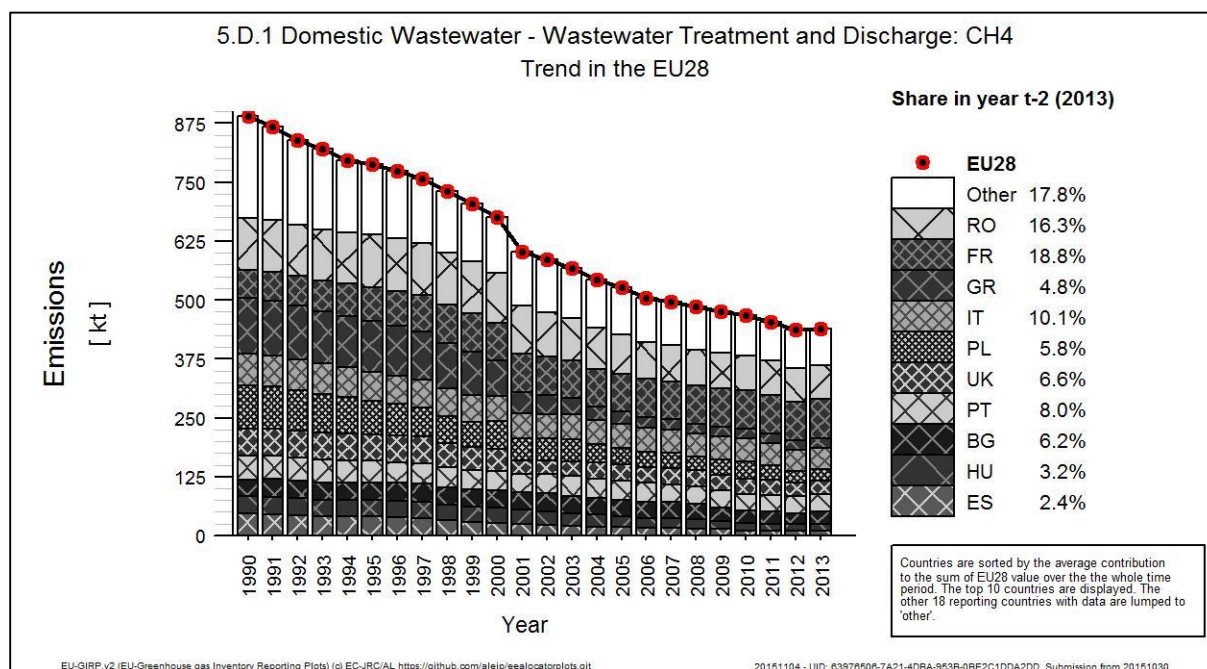 5.D.1 Domestic Wastewater - Wastewater Treatment and Discharge: CH4
Trend in the EU28
Emissions
[ kt ]
875
750
625
500
375
250
125
0
1990
1991
1992
1993
1994
1995
1996
1997
1998
1999
2000
2001
2002
2003
2004
2005
2006
2007
2008
2009
2010
2011
2012
2013
Year
Share in year t-2 (2013)
EU28
Other 17.8%
RO 16.3%
FR 18.8%
GR 4.8%
IT 10.1%
PL 5.8%
UK 6.6%
PT 8.0%
BG 6.2%
HU 3.2%
ES 2.4%
Countries are sorted by the average contribution
to the sum of EU28 value over the the whole time
period. The top 10 countries are displayed. The
other 18 reporting countries with data are lumped to
'other'.
EU-GIRP.v2 (EU-Greenhouse gas Inventory Reporting Plots) (c) EC-JRC/AL https://github.com/aleip/eealocatorplots.git
20151104 - UID: 63976506-7A21-4DBA-953B-0BE2C1DDA2DD. Submission from 20151030